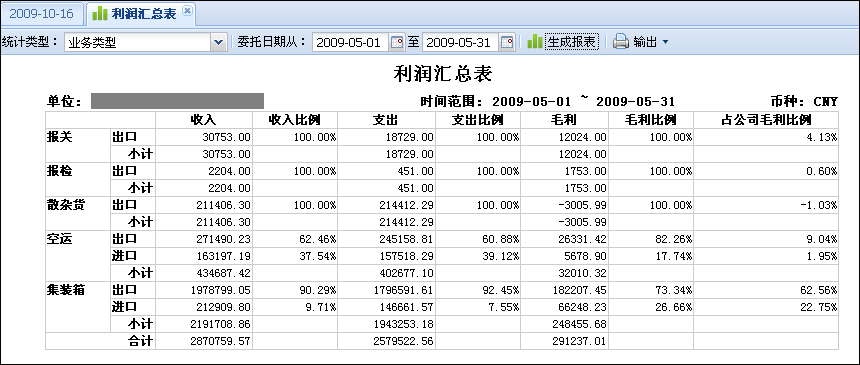 2009-10-16 利润汇总表
统计类型： 业务类型 委托日期从： 2009-05-01 至 2009-05-31 生成报表 输出
利润汇总表
单位： 时间范围： 2009-05-01 ~ 2009-05-31 币种： CNY
收入 收入比例 支出 支出比例 毛利 毛利比例 占公司毛利比例
报关 出口 30753.00 100.00% 18729.00 100.00% 12024.00 100.00% 4.13%
小计 30753.00 18729.00 12024.00
报检 出口 2204.00 100.00% 451.00 100.00% 1753.00 100.00% 0.60%
小计 2204.00 451.00 1753.00
散杂货 出口 211406.30 100.00% 214412.29 100.00% -3005.99 100.00% -1.03%
小计 211406.30 214412.29 -3005.99
空运 出口 271490.23 62.46% 245158.81 60.88% 26331.42 82.26% 9.04%
进口 163197.19 37.54% 157518.29 39.12% 5678.90 17.74% 1.95%
小计 434687.42 402677.10 32010.32
集装箱 出口 1978799.05 90.29% 1796591.61 92.45% 182207.45 73.34% 62.56%
进口 212909.80 9.71% 146661.57 7.55% 66248.23 26.66% 22.75%
小计 2191708.86 1943253.18 248455.68
合计 2870759.57 2579522.56 291237.01